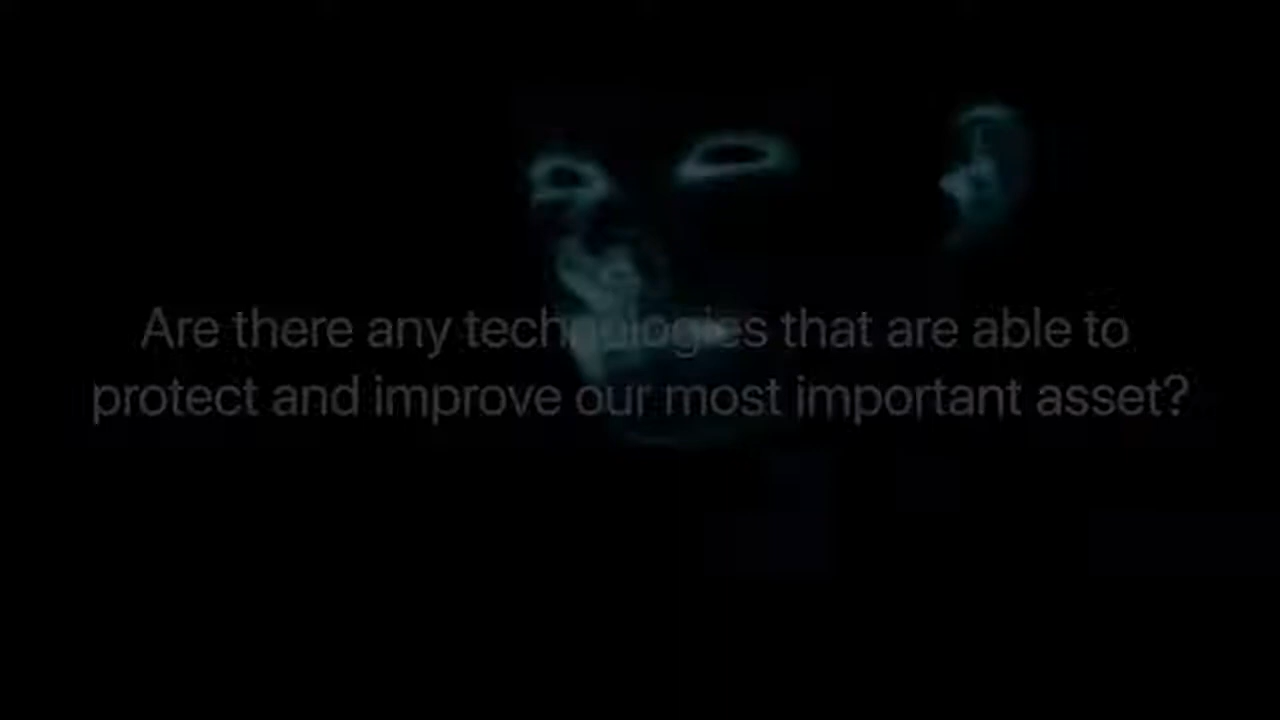 Are there any technologies that are able to
protect and improve our most important asset?